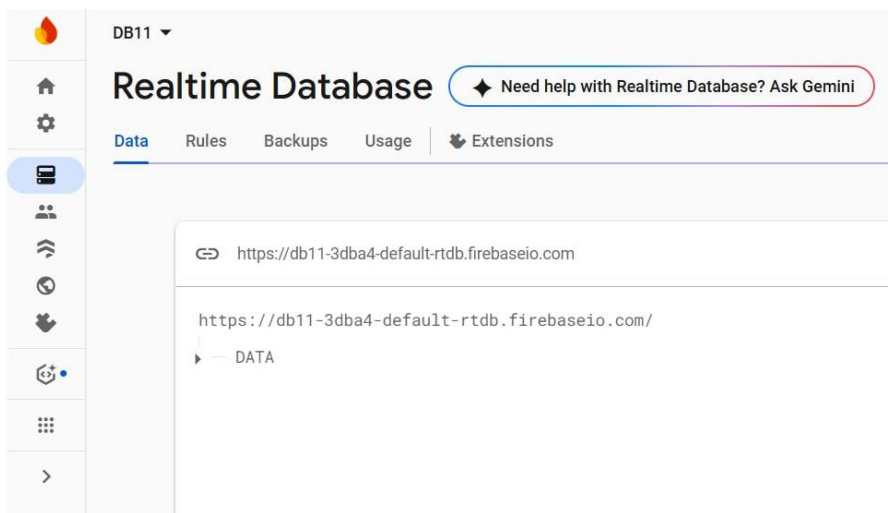 DB11
Realtime Database
Need help with Realtime Database? Ask Gemini
Data Rules Backups Usage Extensions
https://db11-3dba4-default-rtdb.firebaseio.com
https://db11-3dba4-default-rtdb.firebaseio.com/
DATA